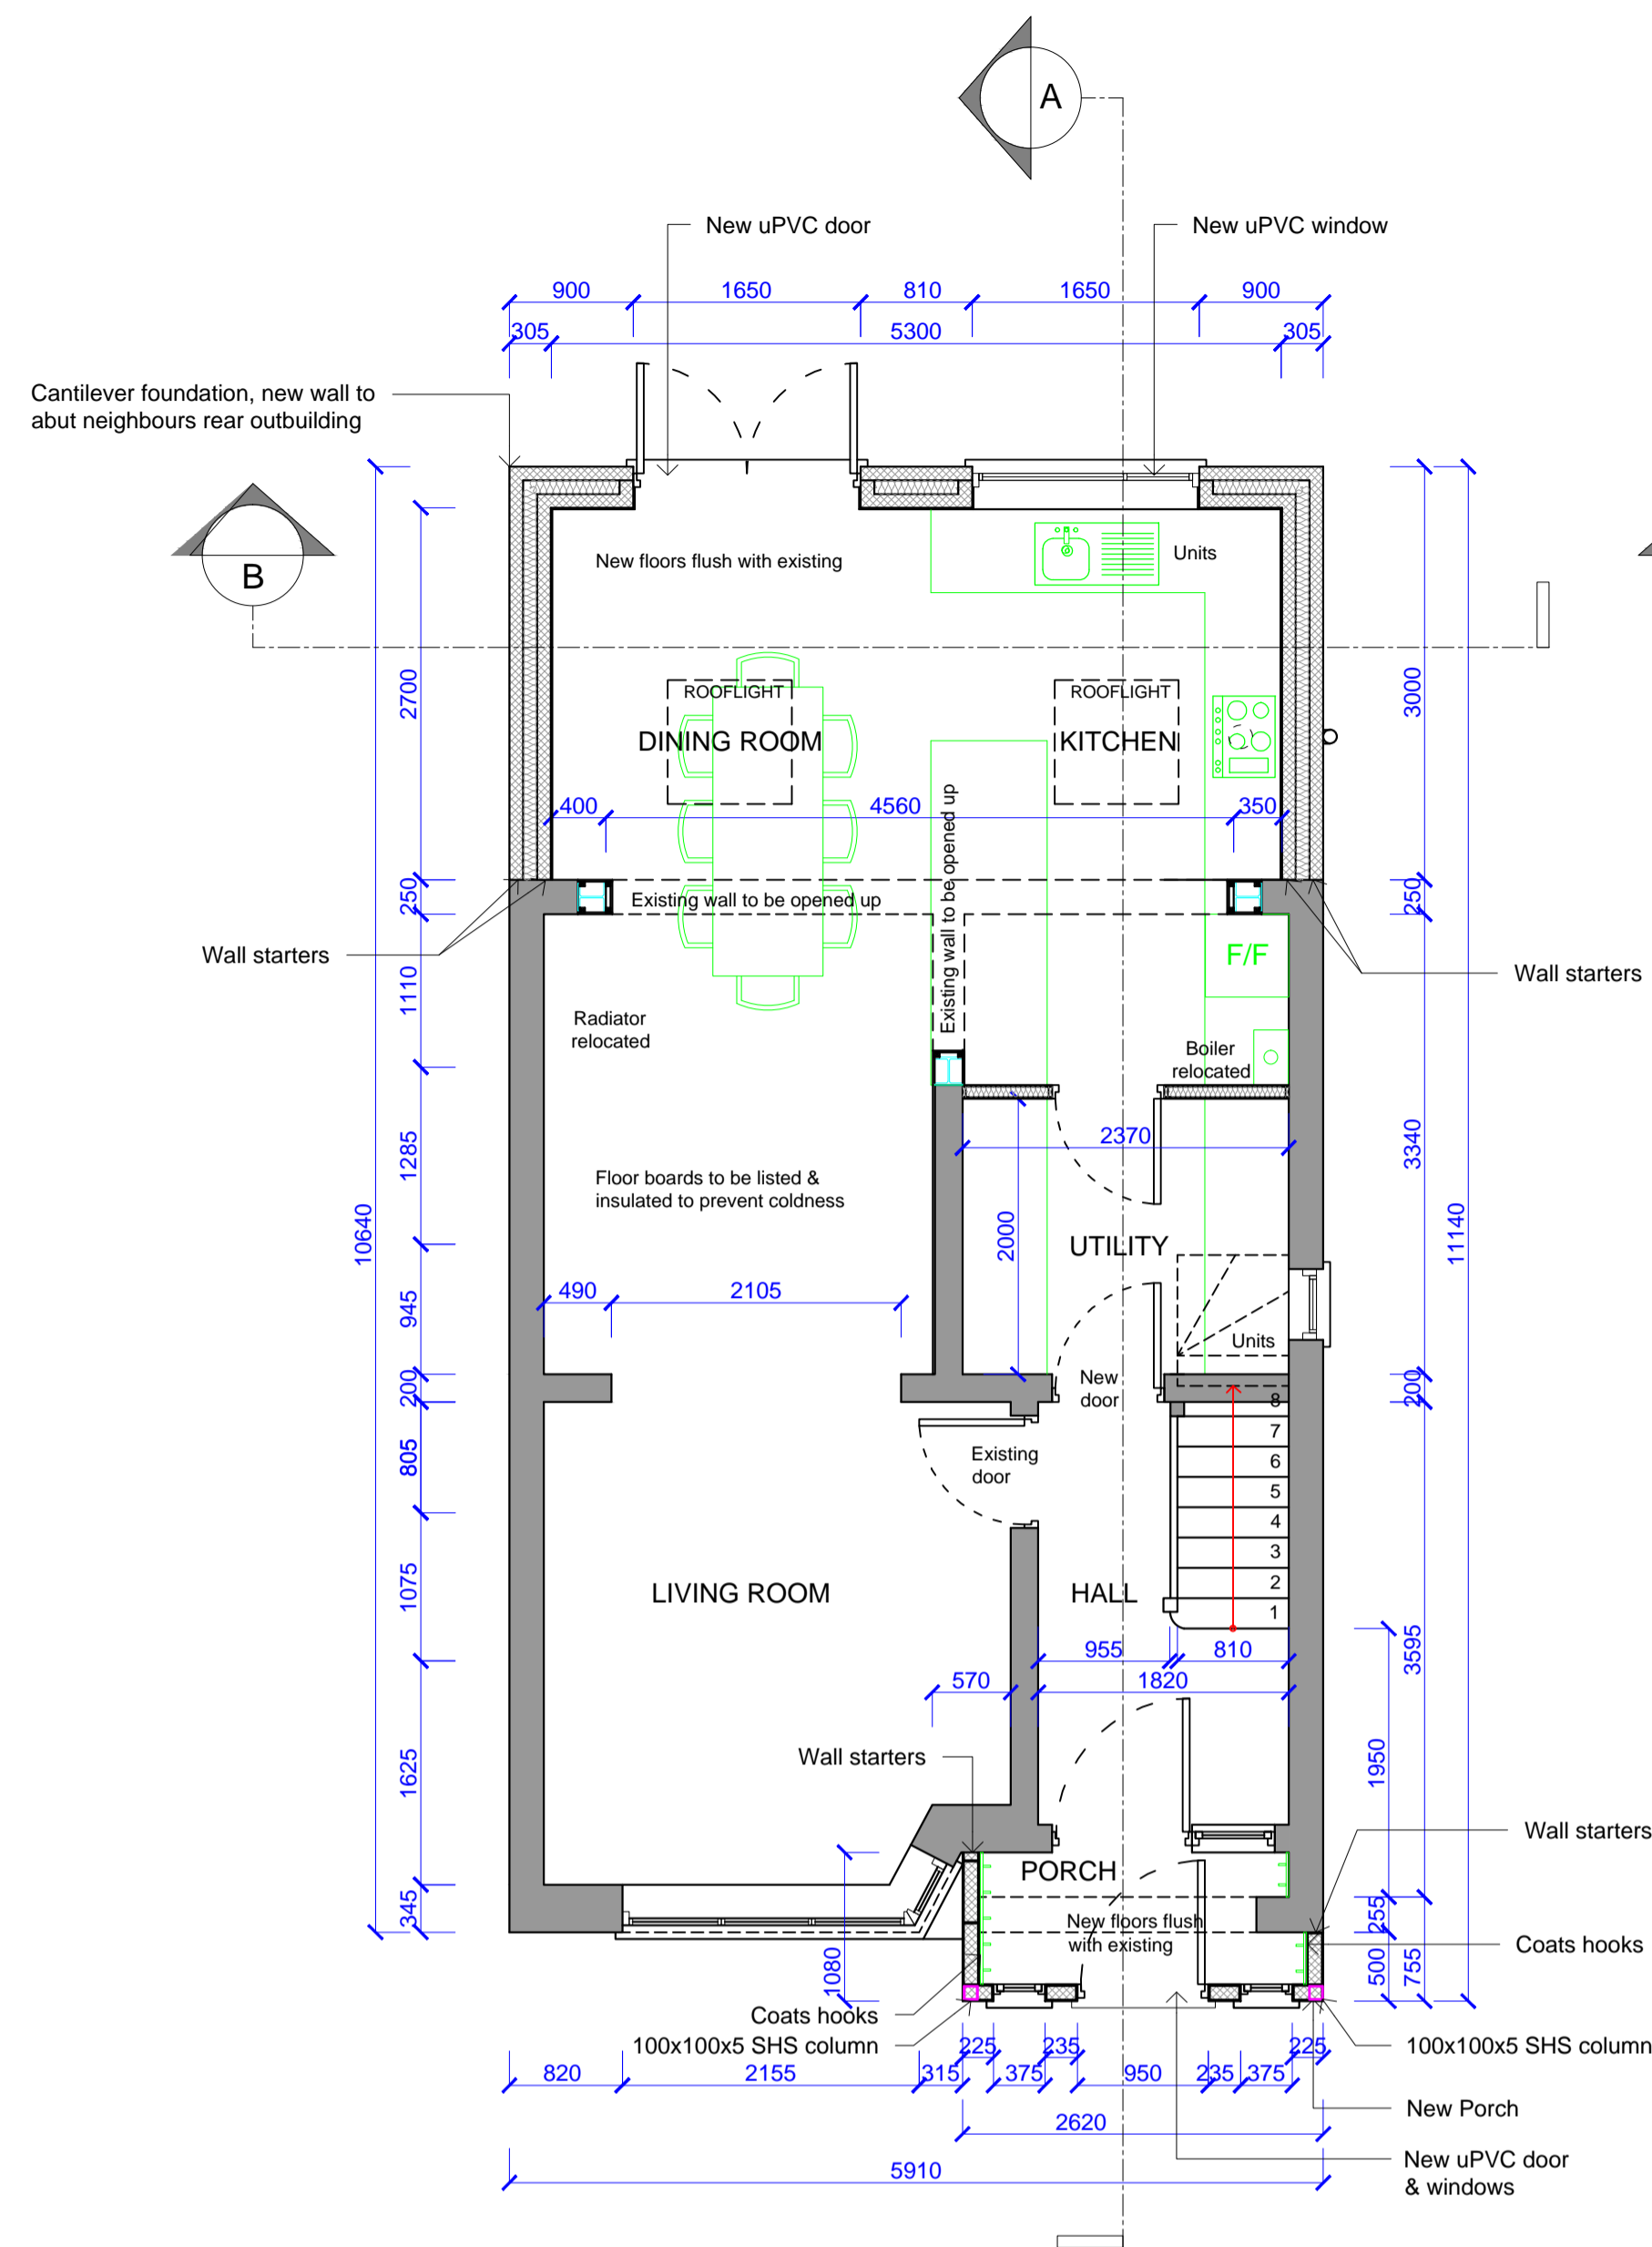 A
New uPVC door
New uPVC window
900
1650
810
1650
900
305
5300
305
Cantilever foundation, new wall to
abut neighbours rear outbuilding
B
New floors flush with existing
Units
2700
3000
ROOFLIGHT
ROOFLIGHT
DINING ROOM
KITCHEN
400
4560
350
Existing wall to be opened up
250
Existing wall to be opened up
250
Wall starters
F/F
Wall starters
1110
Radiator
relocated
Boiler
relocated
1285
2370
3340
Floor boards to be listed &
insulated to prevent coldness
10640
2000
UTILITY
11140
490
2105
945
Units
200
New
door
200
8
7
6
5
4
3
2
1
805
Existing
door
1075
LIVING ROOM
HALL
3595
955
810
570
1820
1625
Wall starters
1950
Wall starters
PORCH
345
New floors flush
with existing
255
Coats hooks
1080
500
755
Coats hooks
100x100x5 SHS column
225
235
225
100x100x5 SHS column
820
2155
315
375
950
235
375
New Porch
2620
New uPVC door
& windows
5910